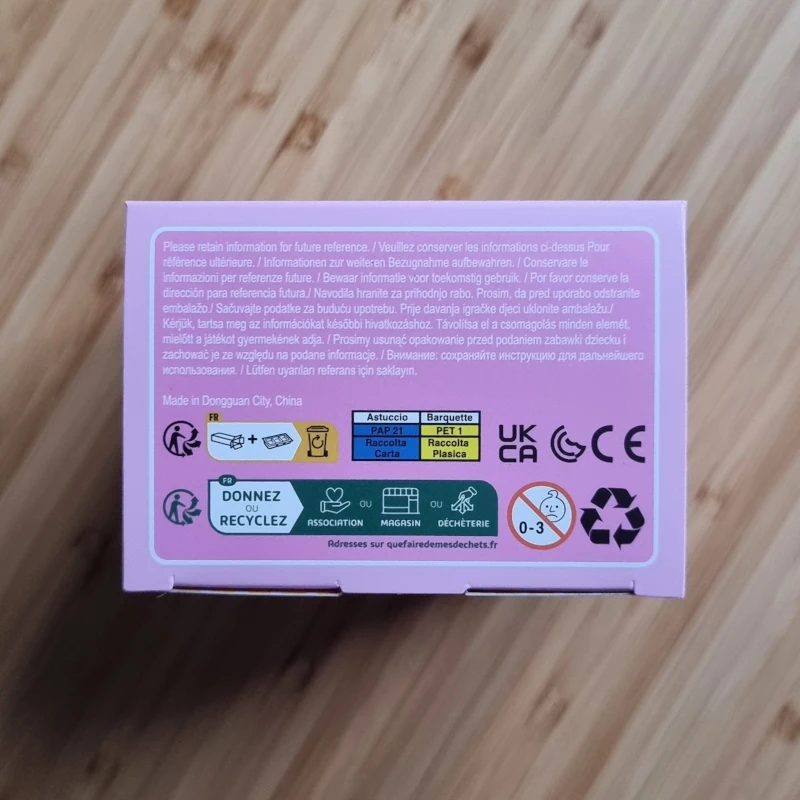 Please retain information for future reference. / Veuillez conserver les informations ci-dessus Pour
référence ultérieure. / Informationen zur weiteren Bezugnahme aufbewahren. / Conservare le
informazioni per referenze future. / Bewaar informatie voor toekomstig gebruik. / Por favor conserve la
dirección para referencia futura./ Navodila hranite za prihodnjo rabo. Prosim, da pred uporabo odstranite
embalažo./ Sačuvajte podatke za buduću upotrebu. Prije davanja igračke djeci uklonite ambalažu./
Kérjük, tartsa meg az információkat későbbi hivatkozáshoz. Távolítsa el a csomagolás minden elemét,
mielőtt a játékot gyermekének adja. / Prosimy usunąć opakowanie przed podaniem zabawki dziecku i
zachować je ze względu na podane informacje. / Внимание: сохраняйте инструкцию для дальнейшего
использования. / Lütfen uyarıları referans için saklayın.
Made in Dongguan City, China
FR
+
Astuccio Barquette
PAP 21 PET 1
Raccolta Raccolta
Carta Plasica
UK
CA
CE
FR
DONNEZ
OU
RECYCLEZ
ASSOCIATION OU MAGASIN OU DÉCHÈTERIE
Adresses sur quefairedemesdechets.fr
0-3